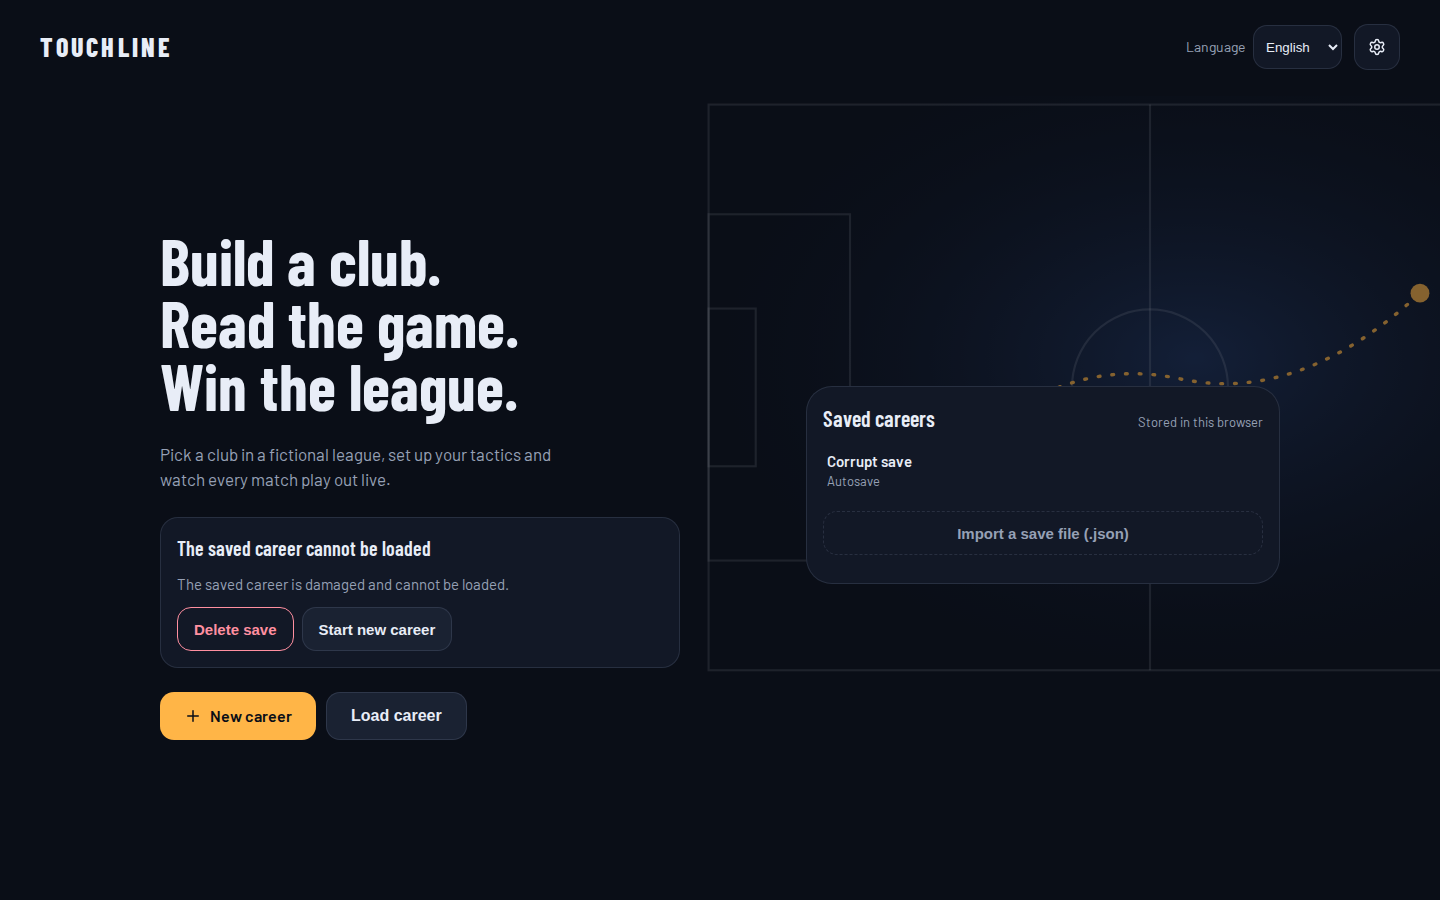 TOUCHLINE
Language
English
Build a club.
Read the game.
Win the league.
Pick a club in a fictional league, set up your tactics and
watch every match play out live.
The saved career cannot be loaded
The saved career is damaged and cannot be loaded.
Delete save
Start new career
New career
Load career
Saved careers
Stored in this browser
Corrupt save
Autosave
Import a save file (.json)